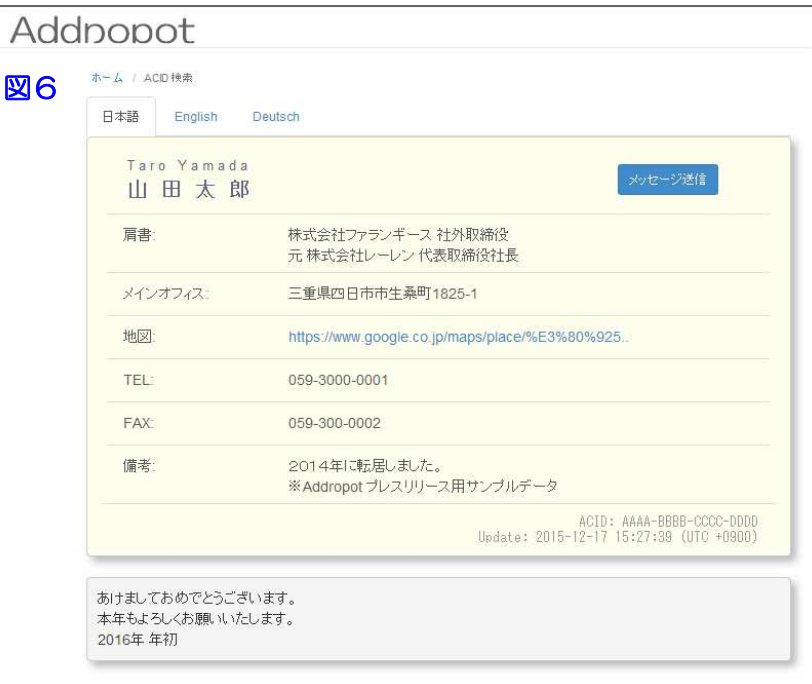 Addropot
図6
ホーム / ACID 検索
日本語 English Deutsch
Taro Yamada
山田太郎
メッセージ送信
肩書: 株式会社ファランギース 社外取締役
元 株式会社レーレン 代表取締役社長
メインオフィス: 三重県四日市市生桑町1825-1
地図: https://www.google.co.jp/maps/place/%E3%80%925..
TEL: 059-3000-0001
FAX: 059-300-0002
備考: 2014年に転居しました。
※Addropot プレスリリース用サンプルデータ
ACID: AAAA-BBBB-CCCC-DDDD
Update: 2015-12-17 15:27:39 (UTC +0900)
あけましておめでとうございます。
本年もよろしくお願いいたします。
2016年 年初